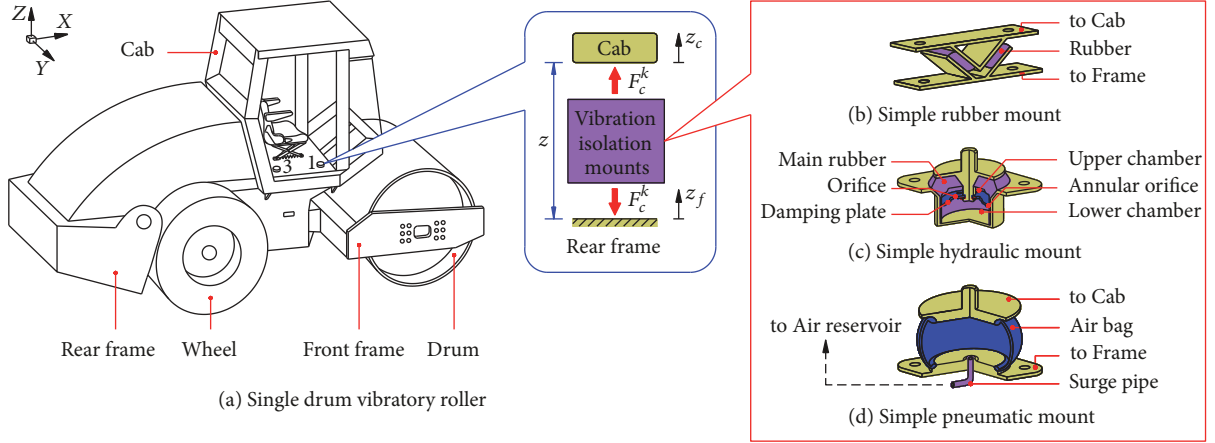 Z
X
Y
Cab
3
1
Rear frame
Wheel
Front frame
Drum
(a) Single drum vibratory roller
Cab
z_c
F_c^k
z
Vibration
isolation
mounts
F_c^k
z_f
Rear frame
to Cab
Rubber
to Frame
(b) Simple rubber mount
Main rubber
Orifice
Damping plate
Upper chamber
Annular orifice
Lower chamber
(c) Simple hydraulic mount
to Air reservoir
to Cab
Air bag
to Frame
Surge pipe
(d) Simple pneumatic mount